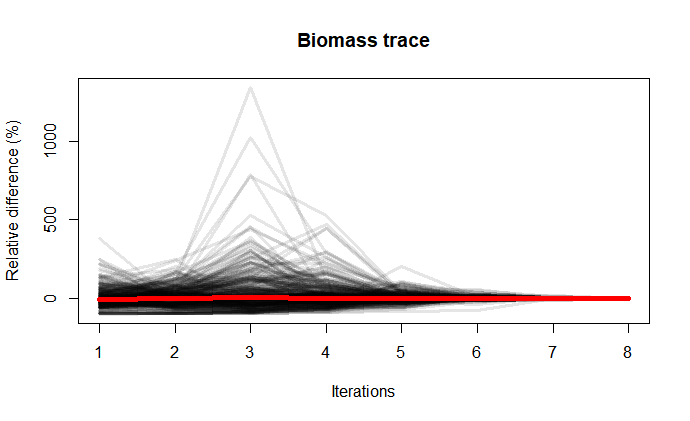 Biomass trace
Relative difference (%)
1000
500
0
1 2 3 4 5 6 7 8
Iterations